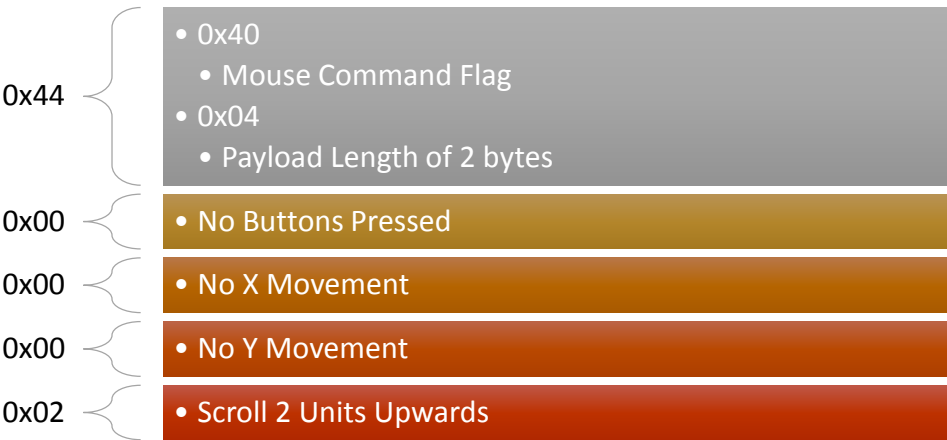 0x44
• 0x40
• Mouse Command Flag
• 0x04
• Payload Length of 2 bytes
0x00
• No Buttons Pressed
0x00
• No X Movement
0x00
• No Y Movement
0x02
• Scroll 2 Units Upwards